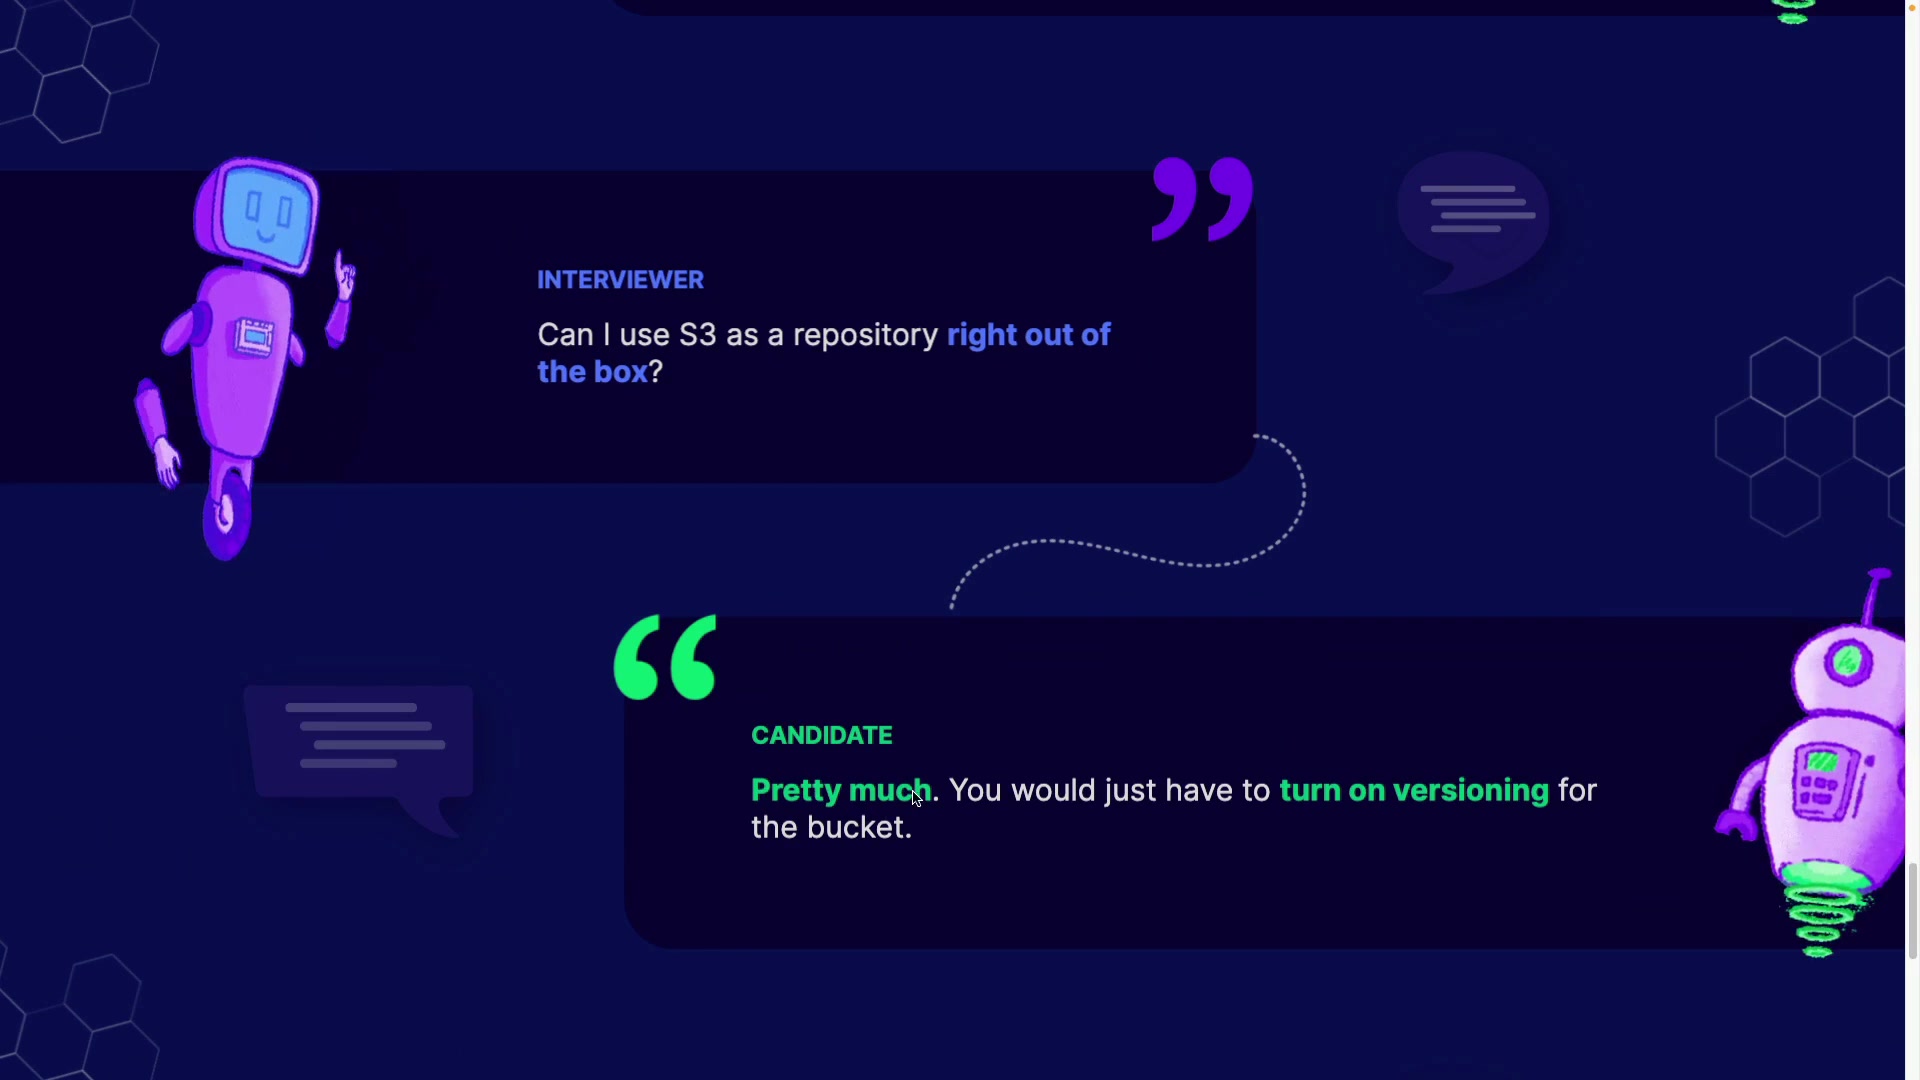 INTERVIEWER
Can I use S3 as a repository right out of
the box?
CANDIDATE
Pretty much. You would just have to turn on versioning for
the bucket.